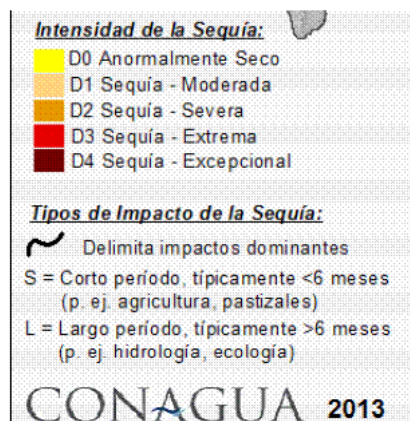 Intensidad de la Sequía:
D0 Anormalmente Seco
D1 Sequía - Moderada
D2 Sequía - Severa
D3 Sequía - Extrema
D4 Sequía - Excepcional
Tipos de Impacto de la Sequía:
Delimita impactos dominantes
S = Corto período, típicamente <6 meses
(p. ej. agricultura, pastizales)
L = Largo período, típicamente >6 meses
(p. ej. hidrología, ecología)
CONAGUA 2013